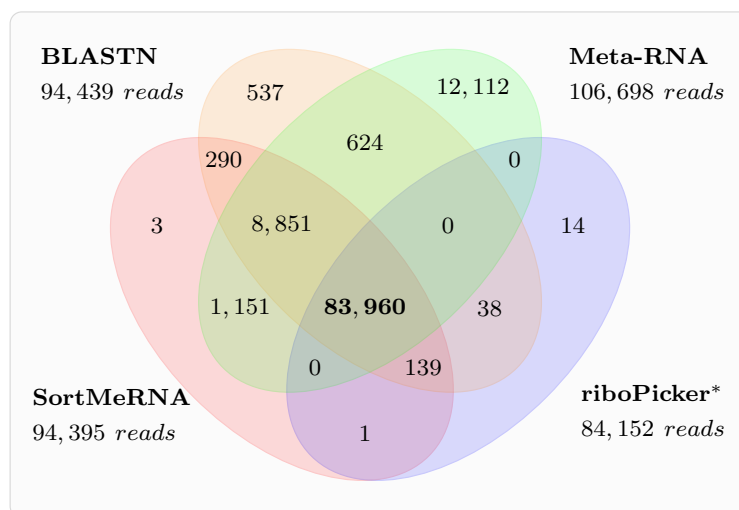 BLASTN
94,439 reads
Meta-RNA
106,698 reads
537
12,112
624
290
0
3
8,851
0
14
1,151
83,960
38
0
139
SortMeRNA
94,395 reads
riboPicker*
84,152 reads
1